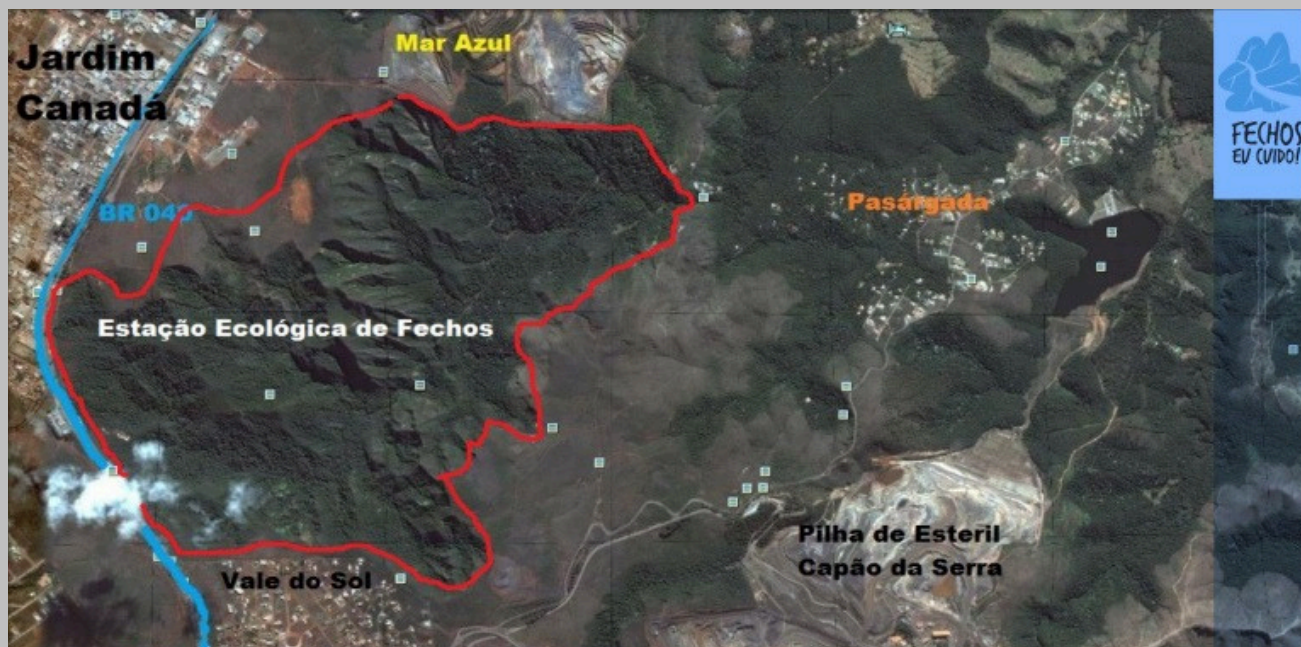 Jardim
Canadá
Mar Azul
FECHOS
EU CUIDO!
BR 040
Pasárgada
Estação Ecológica de Fechos
Pilha de Esteril
Capão da Serra
Vale do Sol